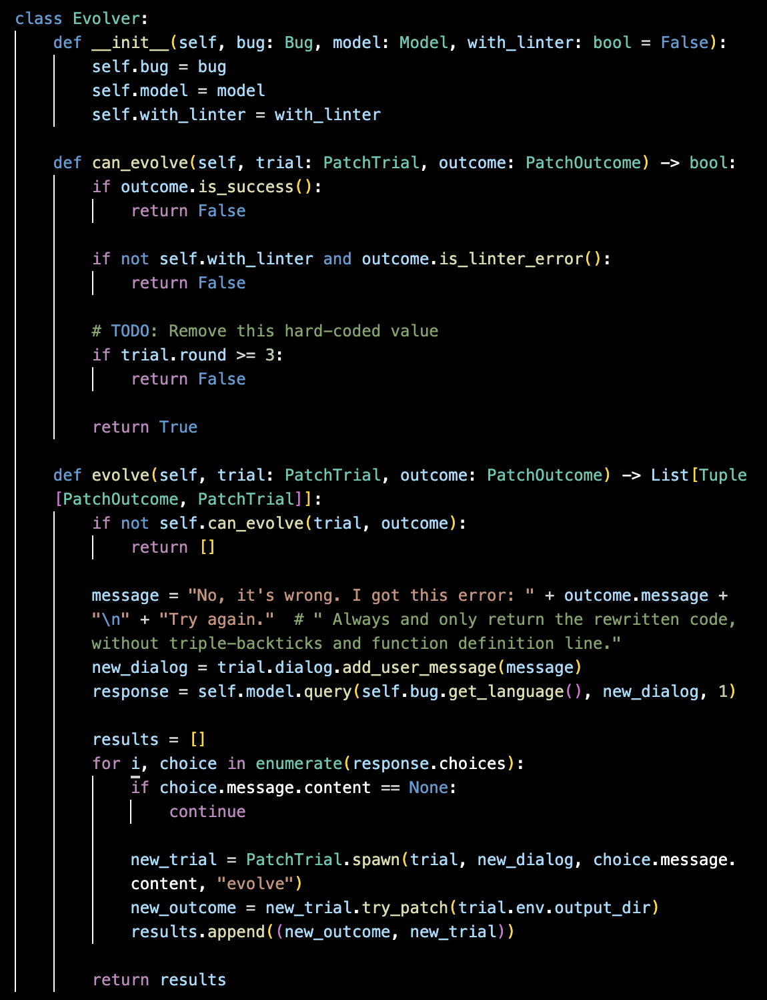 class Evolver:
    def __init__(self, bug: Bug, model: Model, with_linter: bool = False):
        self.bug = bug
        self.model = model
        self.with_linter = with_linter

    def can_evolve(self, trial: PatchTrial, outcome: PatchOutcome) -> bool:
        if outcome.is_success():
            return False

        if not self.with_linter and outcome.is_linter_error():
            return False

        # TODO: Remove this hard-coded value
        if trial.round >= 3:
            return False

        return True

    def evolve(self, trial: PatchTrial, outcome: PatchOutcome) -> List[Tuple
    [PatchOutcome, PatchTrial]]:
        if not self.can_evolve(trial, outcome):
            return []

        message = "No, it's wrong. I got this error: " + outcome.message +
        "\n" + "Try again."  # " Always and only return the rewritten code,
        without triple-backticks and function definition line."
        new_dialog = trial.dialog.add_user_message(message)
        response = self.model.query(self.bug.get_language(), new_dialog, 1)

        results = []
        for i, choice in enumerate(response.choices):
            if choice.message.content == None:
                continue

            new_trial = PatchTrial.spawn(trial, new_dialog, choice.message.
            content, "evolve")
            new_outcome = new_trial.try_patch(trial.env.output_dir)
            results.append((new_outcome, new_trial))

        return results